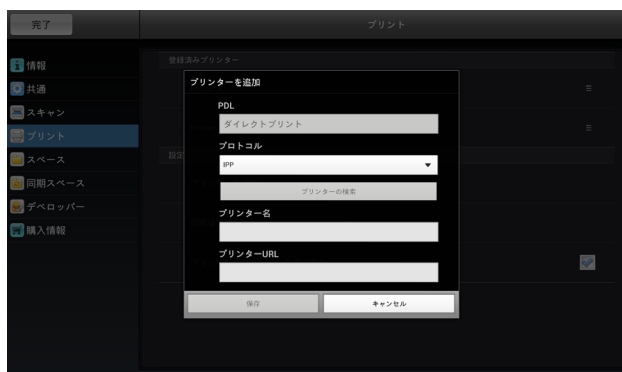 完了
プリント
情報
共通
スキャン
プリント
スペース
同期スペース
デベロッパー
購入情報
登録済みプリンター
設定
プリンターを追加
PDL
ダイレクトプリント
プロトコル
IPP
プリンターの検索
プリンター名
プリンターURL
保存
キャンセル